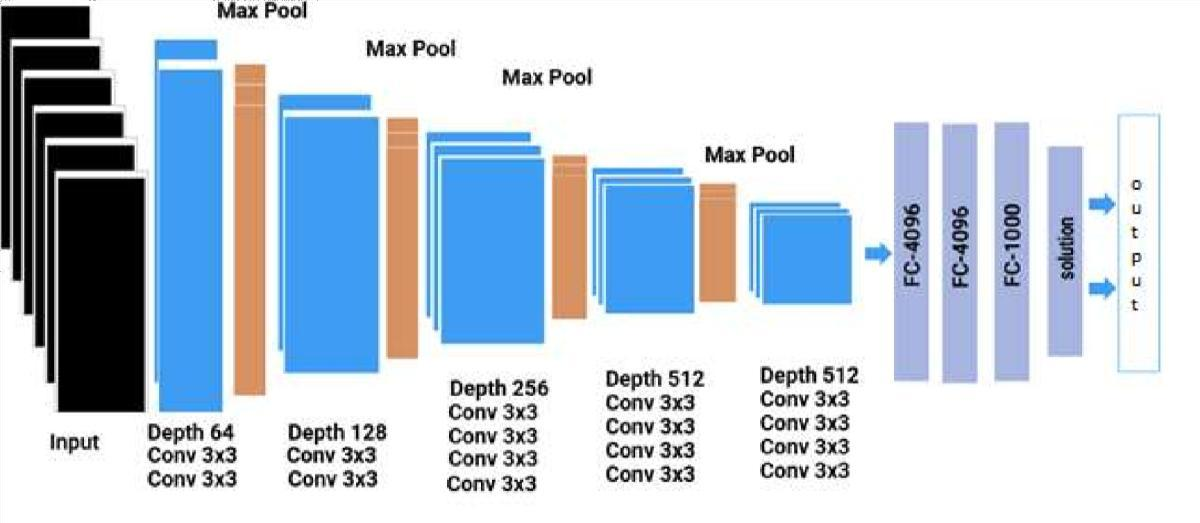 Max Pool
Max Pool
Max Pool
Max Pool
Input
Depth 64
Conv 3x3
Conv 3x3
Depth 128
Conv 3x3
Conv 3x3
Depth 256
Conv 3x3
Conv 3x3
Conv 3x3
Conv 3x3
Depth 512
Conv 3x3
Conv 3x3
Conv 3x3
Conv 3x3
Depth 512
Conv 3x3
Conv 3x3
Conv 3x3
Conv 3x3
FC-4096
FC-4096
FC-1000
solution
output